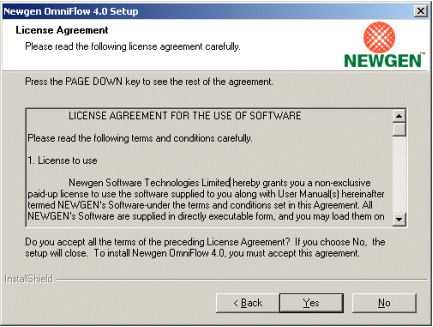 Newgen OmniFlow 4.0 Setup
License Agreement
Please read the following license agreement carefully.
NEWGEN
Press the PAGE DOWN key to see the rest of the agreement.
LICENSE AGREEMENT FOR THE USE OF SOFTWARE
Please read the following terms and conditions carefully.
1. License to use
Newgen Software Technologies Limited hereby grants you a non-exclusive
paid-up license to use the software supplied to you along with User Manual(s) hereinafter
termed NEWGEN's Software-under the terms and conditions set in this Agreement. All
NEWGEN's Software are supplied in directly executable form, and you may load them on
Do you accept all the terms of the preceding License Agreement? If you choose No, the
setup will close. To install Newgen OmniFlow 4.0, you must accept this agreement.
InstallShield
< Back
Yes
No